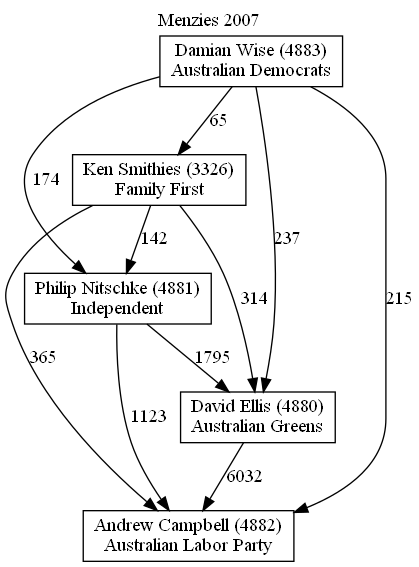 Menzies 2007
Damian Wise (4883)
Australian Democrats
65
Ken Smithies (3326)
Family First
174
142
237
314
215
Philip Nitschke (4881)
Independent
365
1795
1123
David Ellis (4880)
Australian Greens
6032
Andrew Campbell (4882)
Australian Labor Party